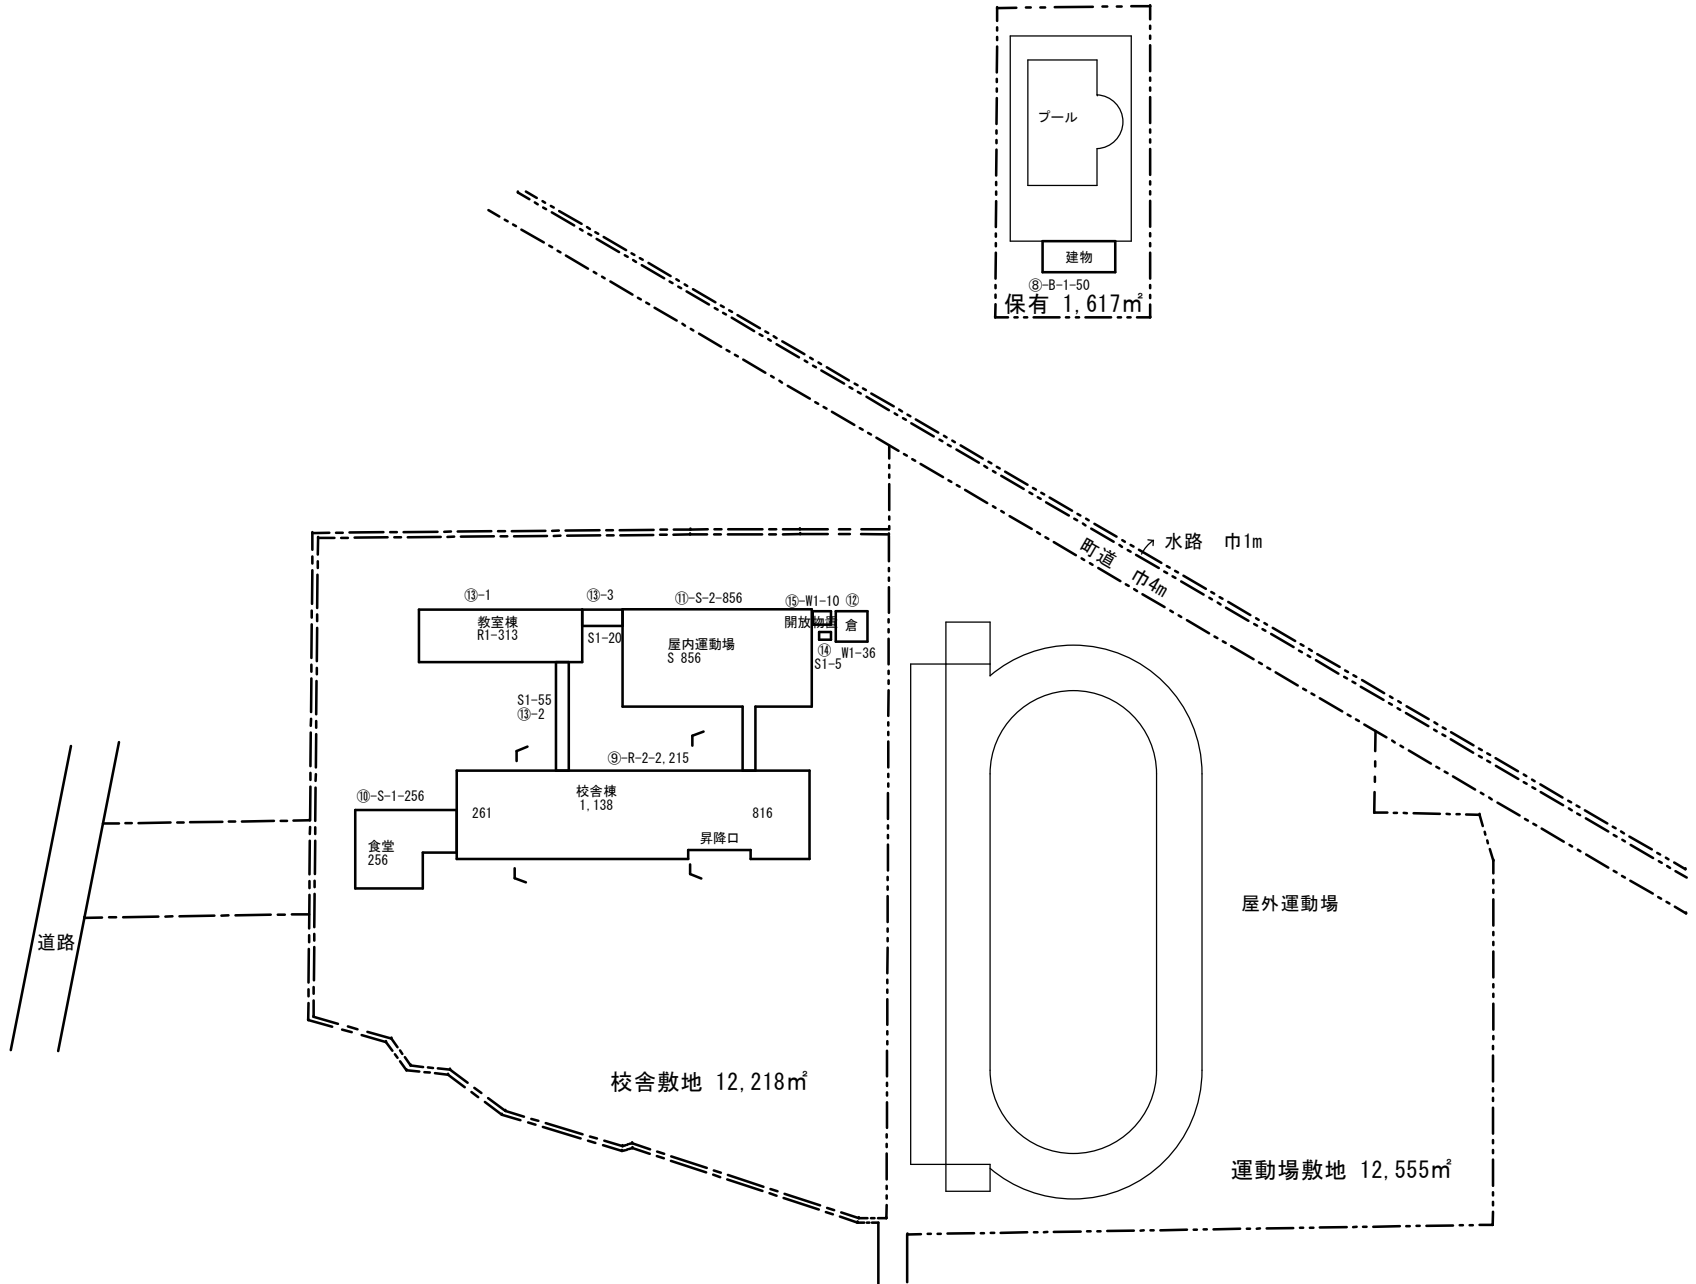 プール
建物
⑧-B-1-50
保有 1,617㎡
水路 巾1m
町道 巾4m
⑬-1
⑬-3
⑪-S-2-856
⑮-W1-10
⑫
教室棟
R1-313
S1-20
屋内運動場
S 856
開放物置
倉
⑭
S1-5
W1-36
S1-55
⑬-2
⑨-R-2-2,215
⑩-S-1-256
校舎棟
1,138
261
816
昇降口
食堂
256
屋外運動場
道路
校舎敷地 12,218㎡
運動場敷地 12,555㎡